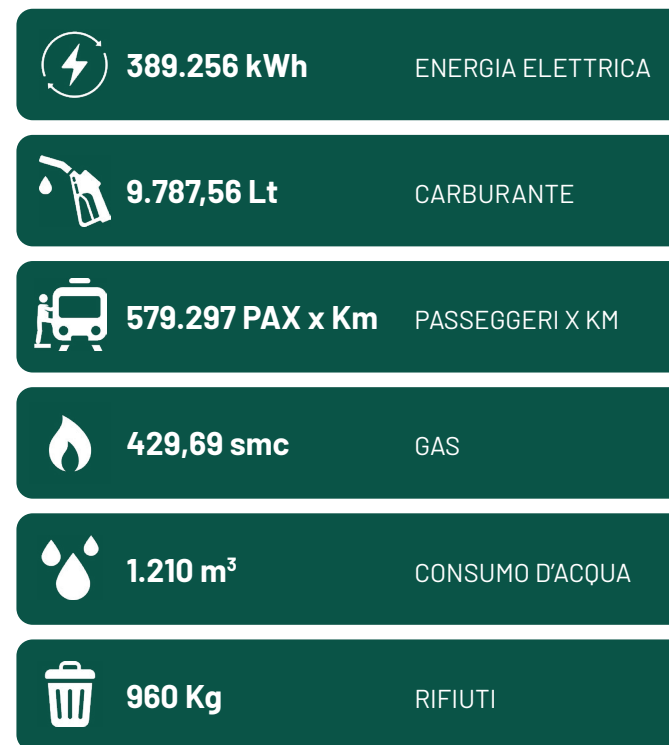 389.256 kWh ENERGIA ELETTRICA
9.787,56 Lt CARBURANTE
579.297 PAX x Km PASSEGGERI X KM
429,69 smc GAS
1.210 m³ CONSUMO D’ACQUA
960 Kg RIFIUTI